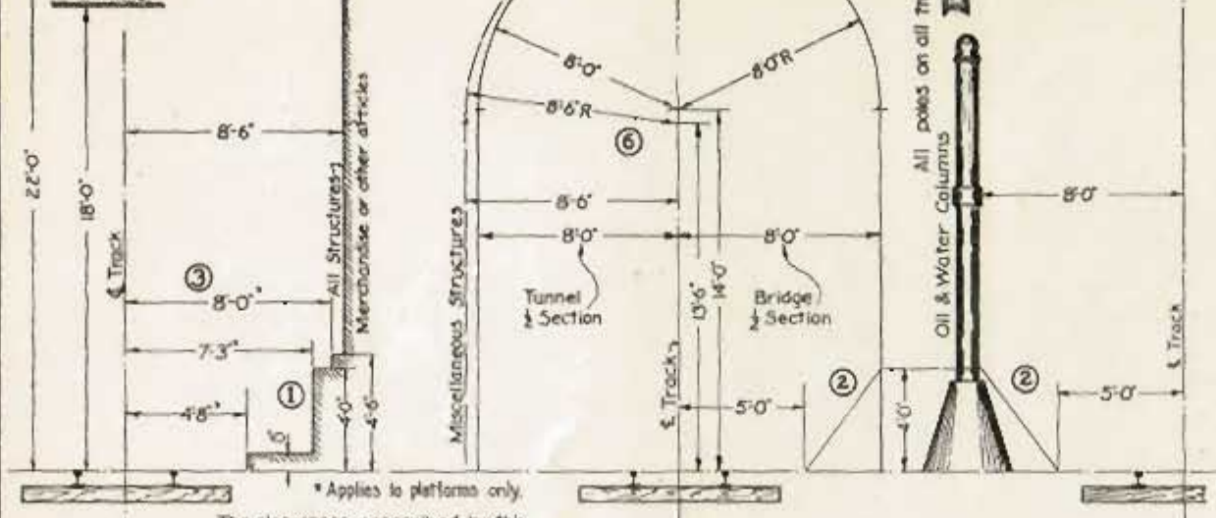 22'-0"
18'-0"
℄ Track
8'-6"
③
8'-0"*
7'-3"*
①
4'-8"*
8"
4'-0"
4'-6"
All Structures
Merchandise or other articles
* Applies to platforms only.
Miscellaneous Structures
8'-0"
8'-0"R
8'-6"R
⑥
8'-6"
8'-0"
8'-0"
Tunnel
½ Section
Bridge
½ Section
13'-6"
14'-0"
℄ Track
5'-0"
②
4'-0"
Oil & Water Columns
All poles on all
8'-0"
②
5'-0"
℄ Track